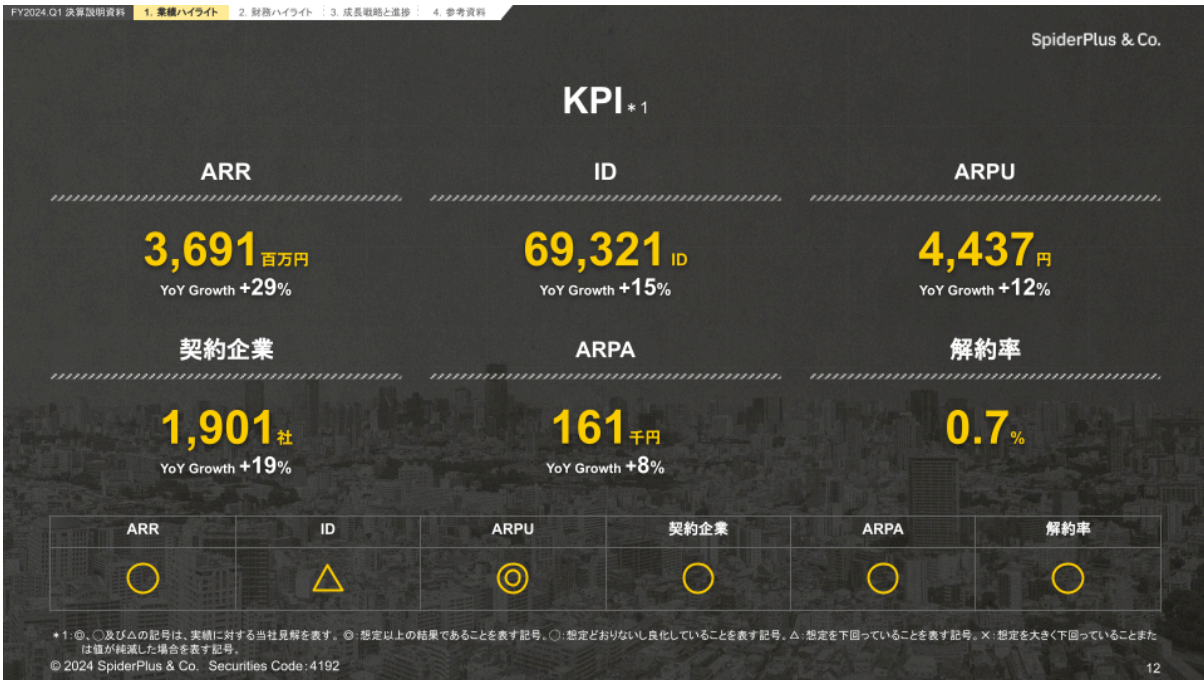 FY2024.Q1 決算説明資料 1. 業績ハイライト 2. 財務ハイライト 3. 成長戦略と進捗 4. 参考資料
SpiderPlus & Co.
KPI＊1
ARR ID ARPU
3,691百万円 69,321 ID 4,437円
YoY Growth +29% YoY Growth +15% YoY Growth +12%
契約企業 ARPA 解約率
1,901社 161千円 0.7%
YoY Growth +19% YoY Growth +8%
ARR ID ARPU 契約企業 ARPA 解約率
○ △ ◎ ○ ○ ○
＊1:◎、○及び△の記号は、実績に対する当社見解を表す。◎:想定以上の結果であることを表す記号。○:想定どおりないし良化していることを表す記号。△:想定を下回っていることを表す記号。×:想定を大きく下回っていることまた
は値が純減した場合を表す記号。
© 2024 SpiderPlus & Co. Securities Code:4192
12